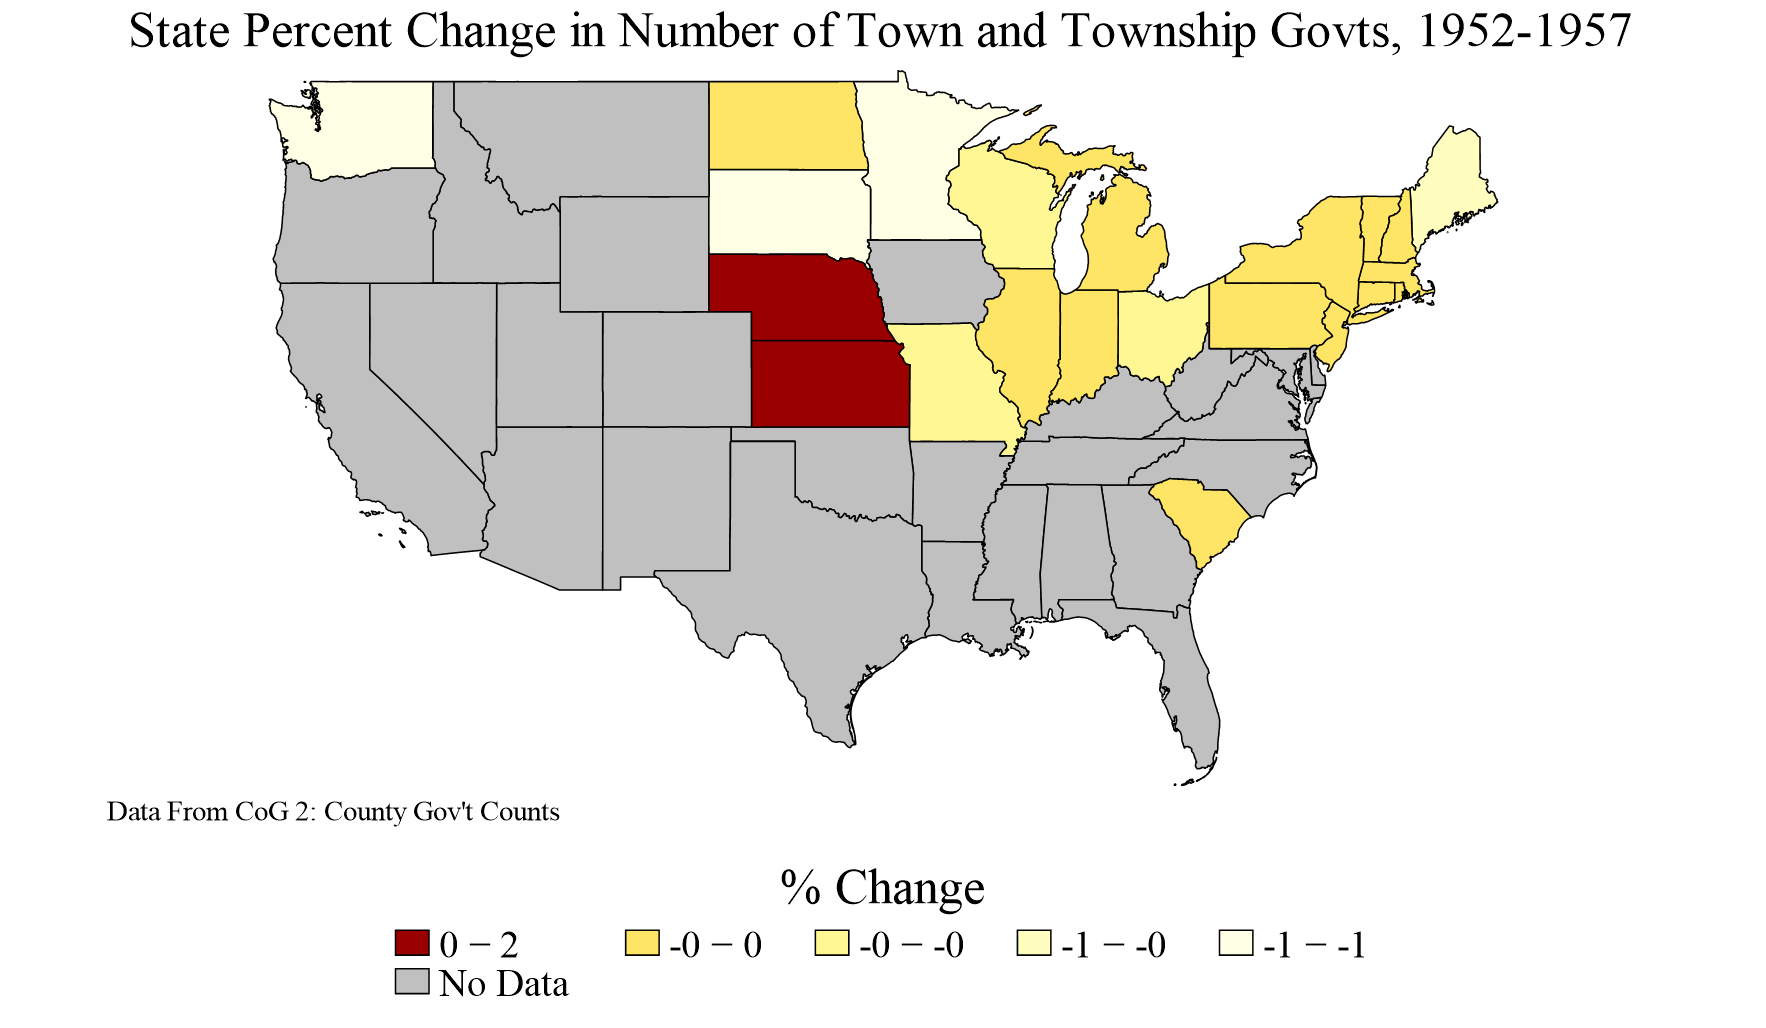 State Percent Change in Number of Town and Township Govts, 1952-1957
Data From CoG 2: County Gov't Counts
% Change
0 − 2 -0 − 0 -0 − -0 -1 − -0 -1 − -1
No Data